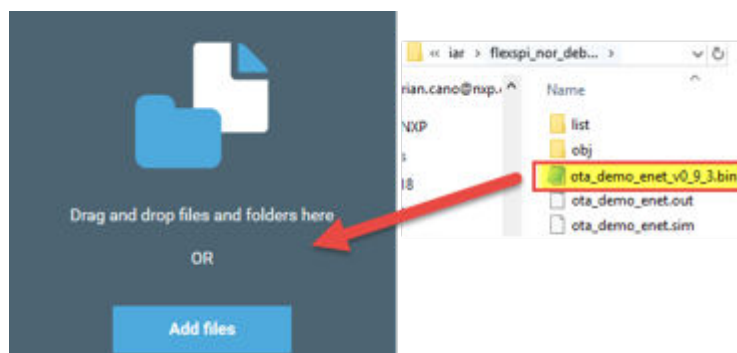 Drag and drop files and folders here
OR
Add files
« iar > flexspi_nor_deb... >
rian.cano@nxp.
Name
NXP
list
s
obj
18
ota_demo_enet_v0_9_3.bin
ota_demo_enet.out
ota_demo_enet.sim